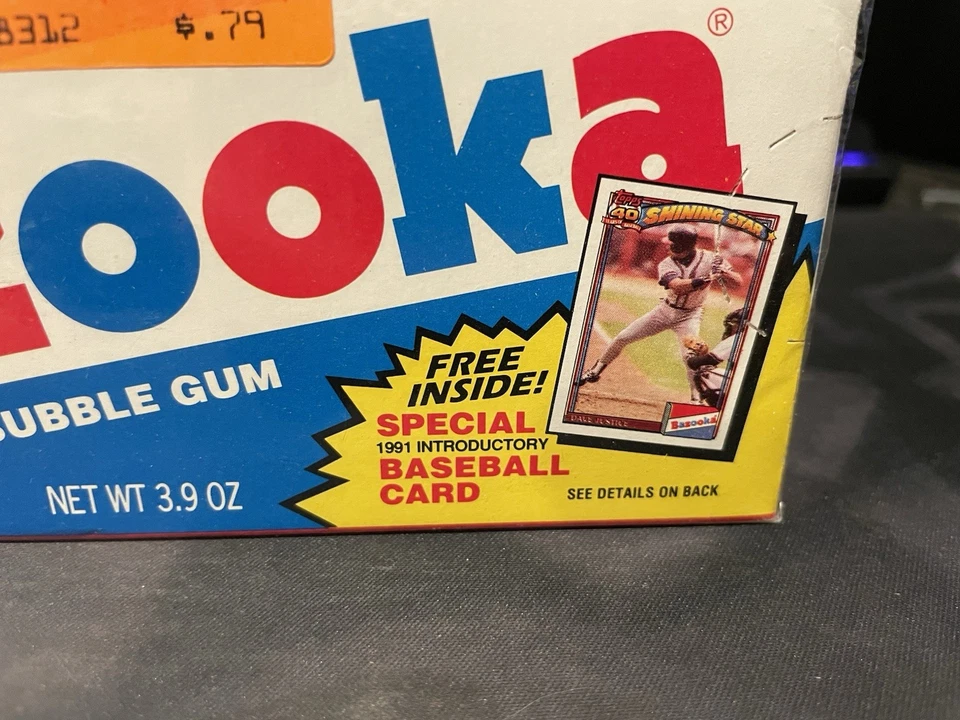 8312 $.79
zooka®
BUBBLE GUM
NET WT 3.9 OZ
FREE
INSIDE!
SPECIAL
1991 INTRODUCTORY
BASEBALL
CARD
SEE DETAILS ON BACK
Topps
40
SHINING STAR
DAVE JUSTICE
Bazooka